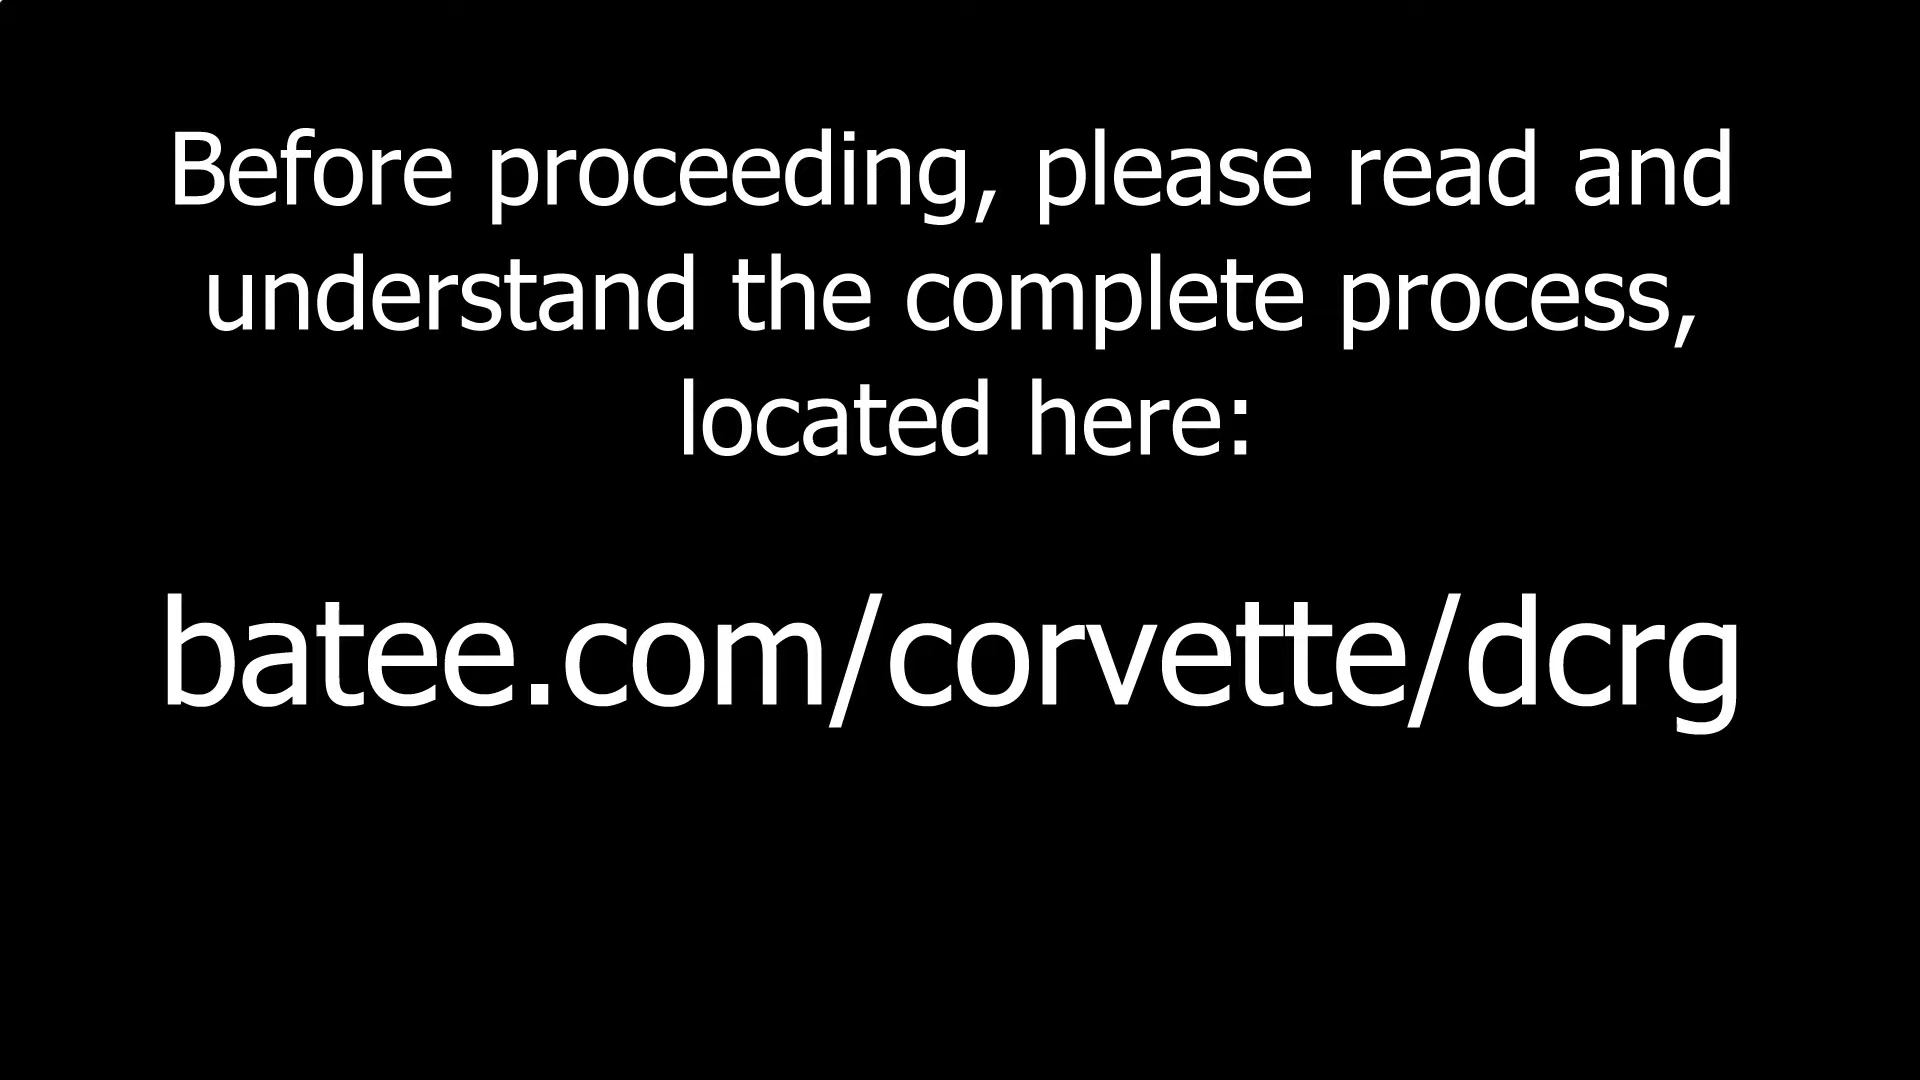 Before proceeding, please read and
understand the complete process,
located here:
batee.com/corvette/dcrg